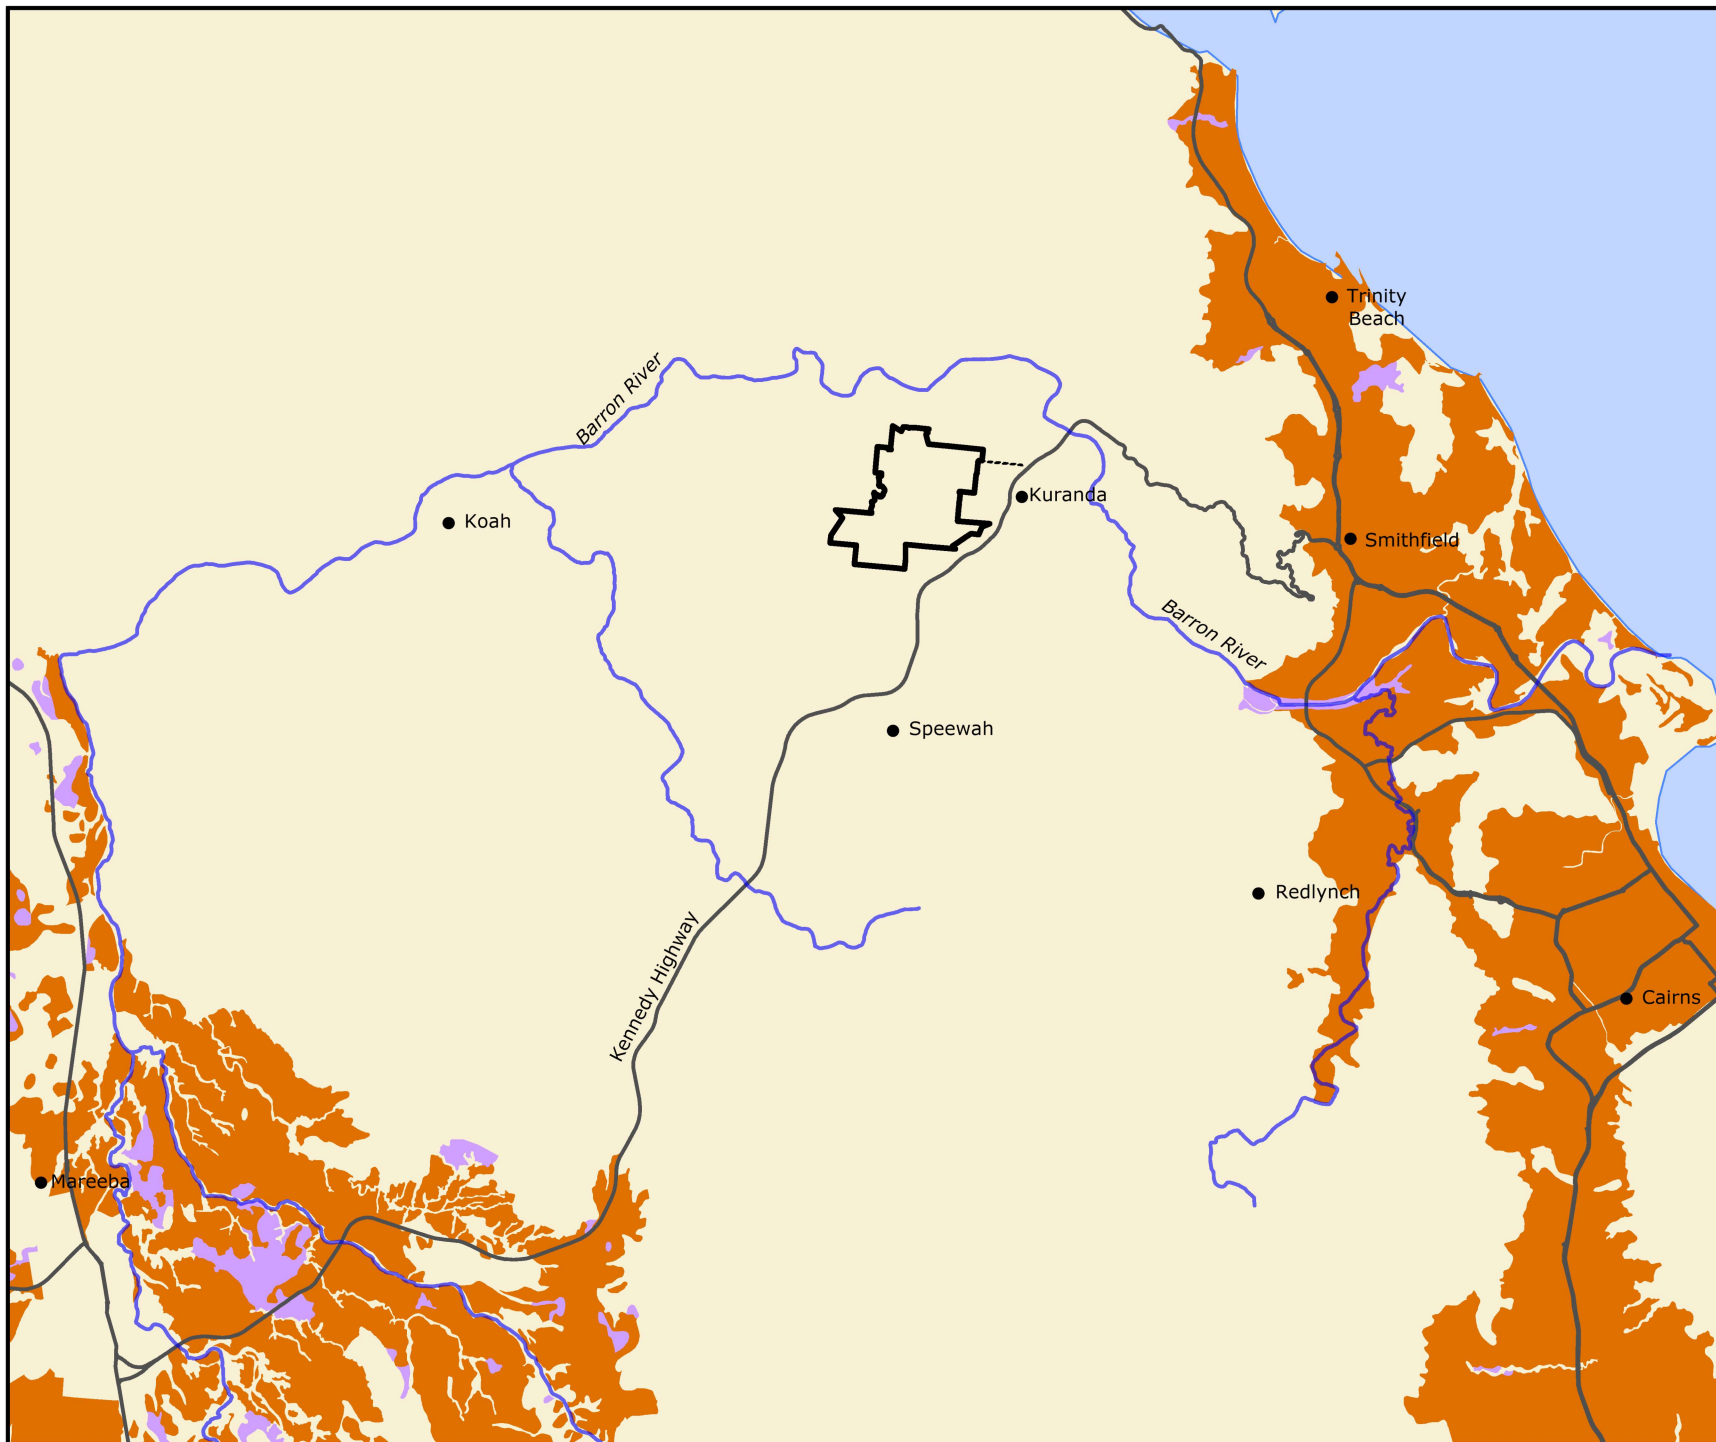 Trinity
Beach
Barron River
Kuranda
Koah
Smithfield
Barron River
Speewah
Redlynch
Kennedy Highway
Cairns
Mareeba